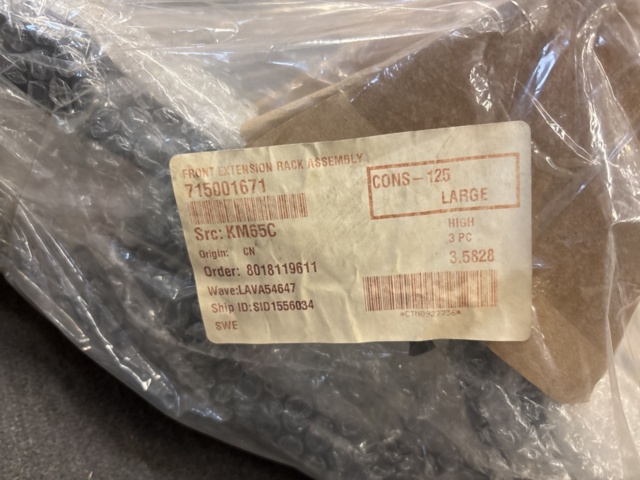 FRONT EXTENSION RACK ASSEMBLY
715001671
CONS-125
LARGE
Src: KM65C
HIGH
3 PC
Origin: CN
3.5828
Order: 8018119611
Wave:LAVA54647
Ship ID:SID1556034
SWE